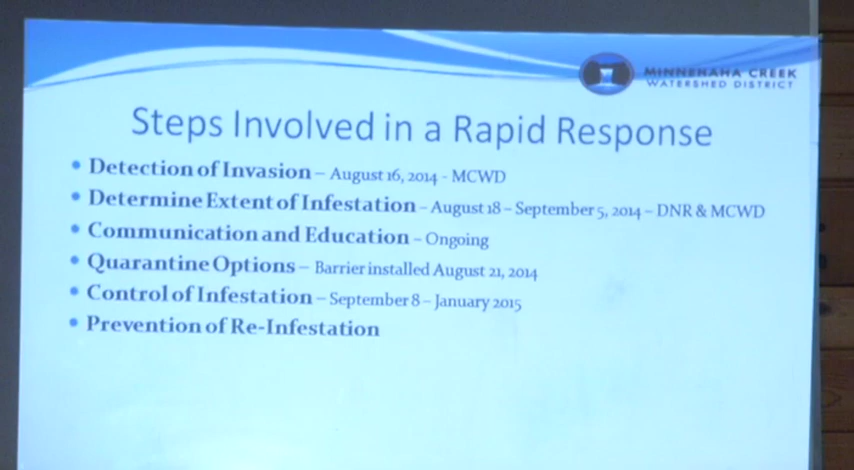 MINNEHAHA CREEK
WATERSHED DISTRICT
Steps Involved in a Rapid Response
• Detection of Invasion – August 16, 2014 - MCWD
• Determine Extent of Infestation – August 18 – September 5, 2014 – DNR & MCWD
• Communication and Education – Ongoing
• Quarantine Options – Barrier installed August 21, 2014
• Control of Infestation – September 8 – January 2015
• Prevention of Re-Infestation